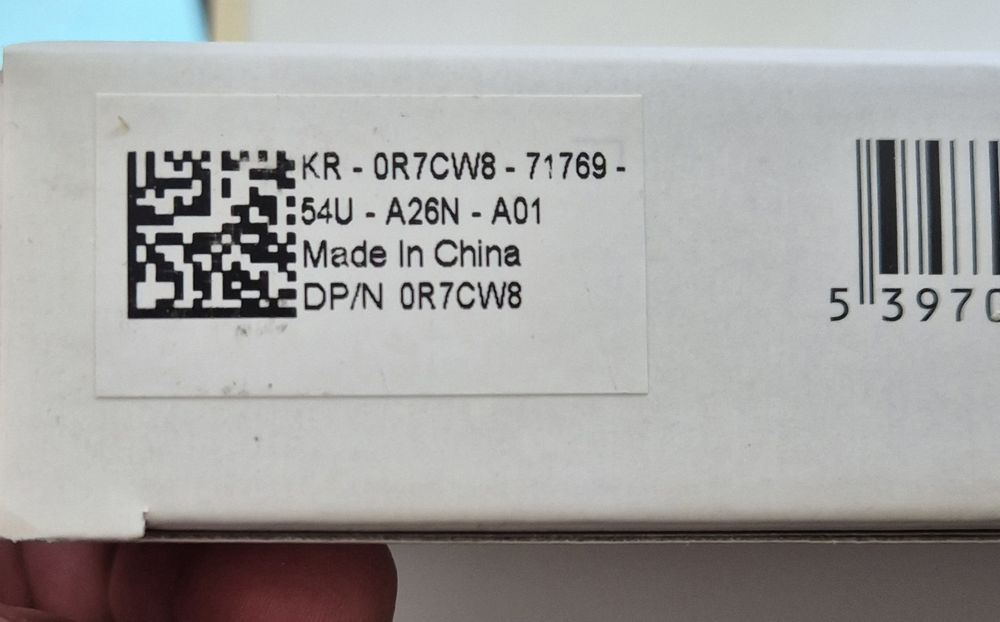 KR - 0R7CW8 - 71769 -
54U - A26N - A01
Made In China
DP/N 0R7CW8
5 397